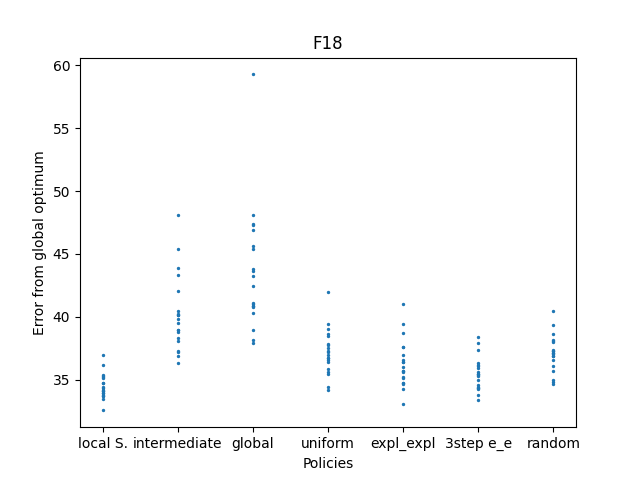 F18
Error from global optimum
60
55
50
45
40
35
local S. intermediate global uniform expl_expl 3step e_e random
Policies